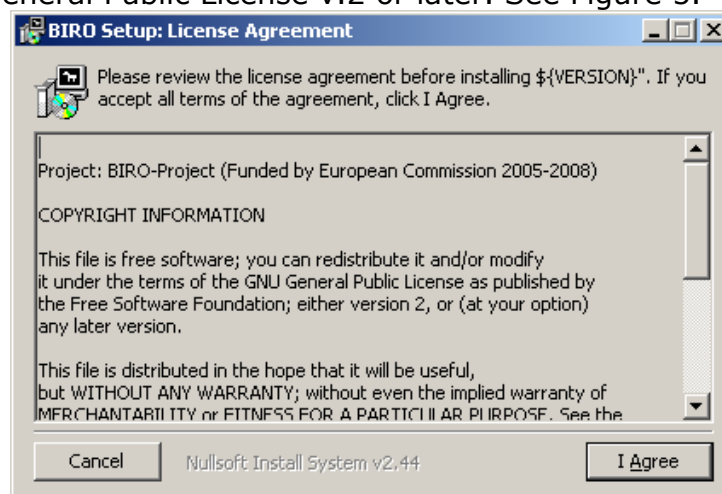 General Public License v.2 or later. See Figure 5.
BIRO Setup: License Agreement
Please review the license agreement before installing ${VERSION}". If you
accept all terms of the agreement, click I Agree.
Project: BIRO-Project (Funded by European Commission 2005-2008)
COPYRIGHT INFORMATION
This file is free software; you can redistribute it and/or modify
it under the terms of the GNU General Public License as published by
the Free Software Foundation; either version 2, or (at your option)
any later version.
This file is distributed in the hope that it will be useful,
but WITHOUT ANY WARRANTY; without even the implied warranty of
MERCHANTABILITY or FITNESS FOR A PARTICULAR PURPOSE. See the
Cancel Nullsoft Install System v2.44 I Agree